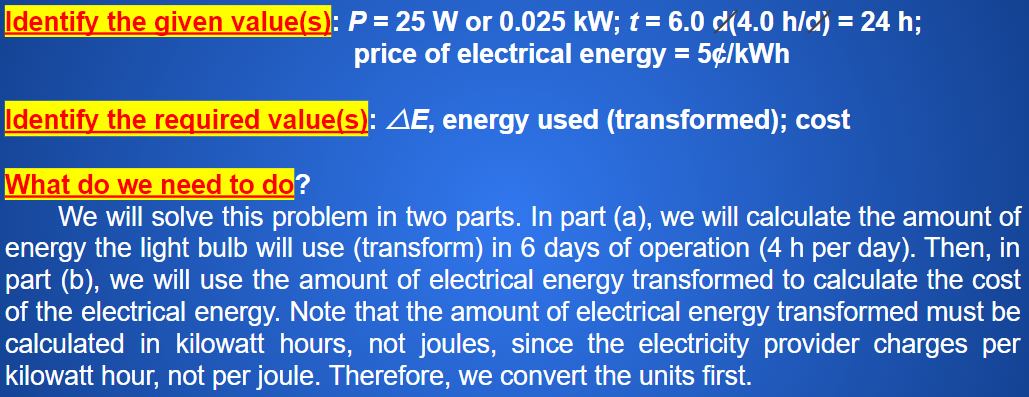 Identify the given value(s): P = 25 W or 0.025 kW; t = 6.0 d(4.0 h/d) = 24 h;
price of electrical energy = 5¢/kWh
Identify the required value(s): △E, energy used (transformed); cost
What do we need to do?
We will solve this problem in two parts. In part (a), we will calculate the amount of
energy the light bulb will use (transform) in 6 days of operation (4 h per day). Then, in
part (b), we will use the amount of electrical energy transformed to calculate the cost
of the electrical energy. Note that the amount of electrical energy transformed must be
calculated in kilowatt hours, not joules, since the electricity provider charges per
kilowatt hour, not per joule. Therefore, we convert the units first.